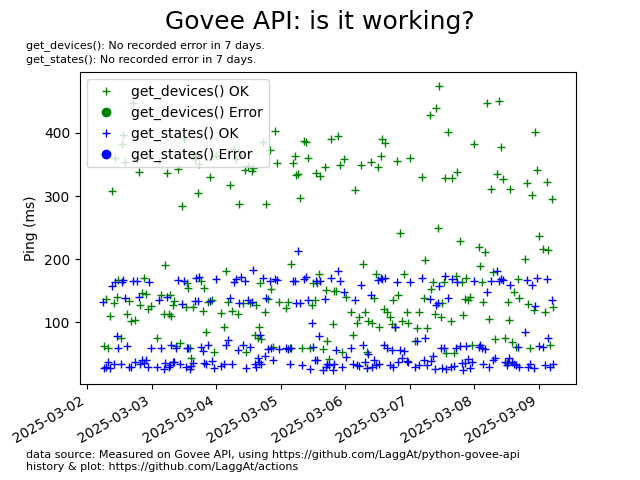 Govee API: is it working?
get_devices(): No recorded error in 7 days.
get_states(): No recorded error in 7 days.
get_devices() OK
get_devices() Error
get_states() OK
get_states() Error
Ping (ms)
400
300
200
100
2025-03-02
2025-03-03
2025-03-04
2025-03-05
2025-03-06
2025-03-07
2025-03-08
2025-03-09
data source: Measured on Govee API, using https://github.com/LaggAt/python-govee-api
history & plot: https://github.com/LaggAt/actions